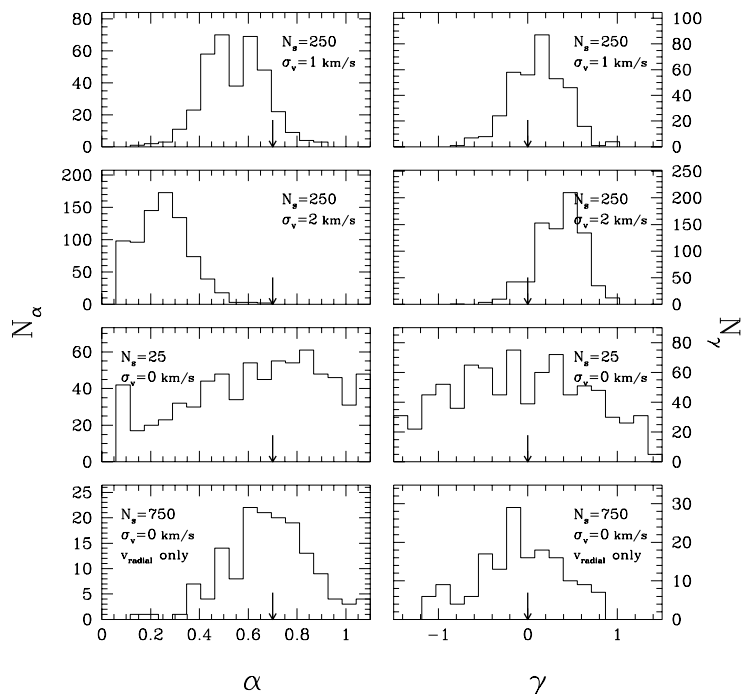 80
60
40
20
0
N_s=250
σ_v=1 km/s
N_s=250
σ_v=1 km/s
100
80
60
40
20
0
200
150
100
50
0
N_s=250
σ_v=2 km/s
N_s=250
σ_v=2 km/s
250
200
150
100
50
0
N_α
N_γ
60
40
20
0
N_s=25
σ_v=0 km/s
N_s=25
σ_v=0 km/s
80
60
40
20
0
25
20
15
10
5
0
N_s=750
σ_v=0 km/s
v_radial only
N_s=750
σ_v=0 km/s
v_radial only
30
20
10
0
0 0.2 0.4 0.6 0.8 1
−1 0 1
α
γ